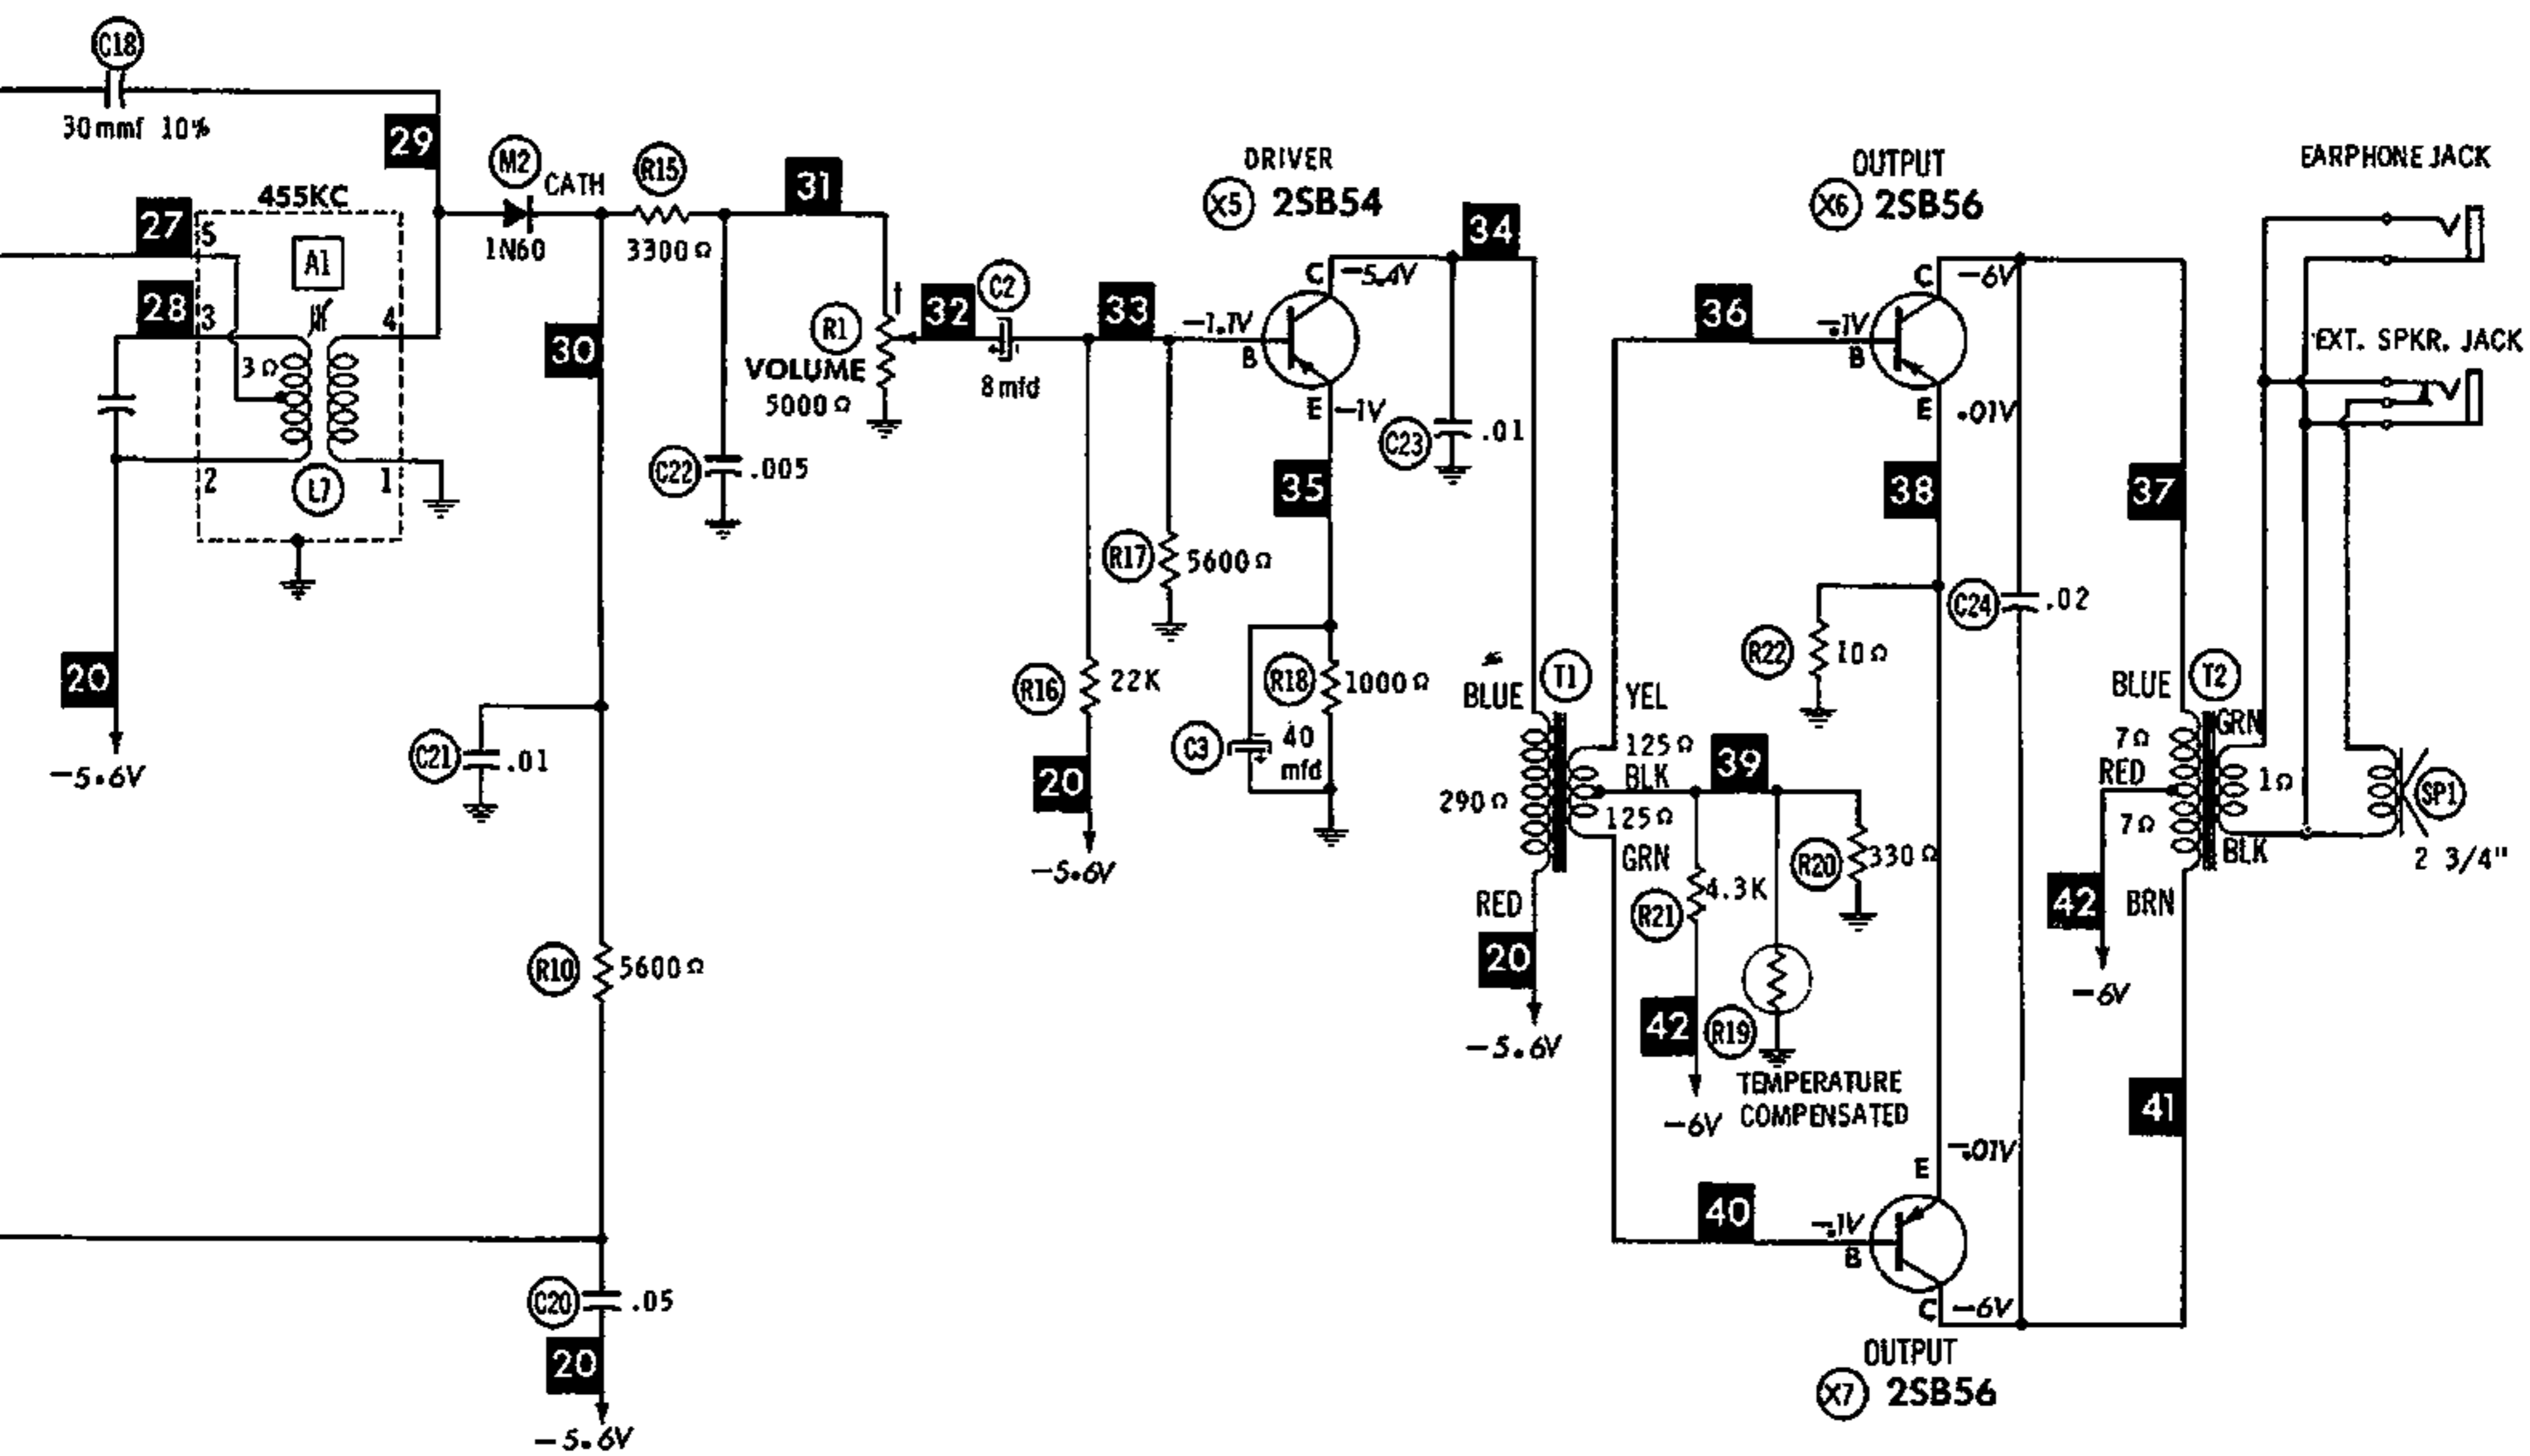 C18
30mmf 10%
29
M2
CATH
1N60
R15
3300Ω
31
455KC
27
5
A1
28
3
4
3Ω
2
1
L7
20
-5.6V
30
R1
VOLUME
5000Ω
32
C2
8mfd
33
C22
.005
C21
.01
R10
5600Ω
C20
.05
20
-5.6V
DRIVER
X5 2SB54
C
-5.4V
34
-1.1V
B
E
-1V
C23
.01
35
R17
5600Ω
R16
22K
20
-5.6V
R18
1000Ω
C3
40
mfd
BLUE
T1
YEL
125Ω
BLK
290Ω
125Ω
GRN
RED
20
-5.6V
OUTPUT
X6 2SB56
C
-6V
36
-.1V
B
E
.01V
38
R22
10Ω
C24
.02
39
R21
4.3K
R20
330Ω
42
-6V
R19
TEMPERATURE
COMPENSATED
-.01V
E
40
-.1V
B
C
-6V
OUTPUT
X7 2SB56
37
BLUE
T2
GRN
7Ω
RED
1Ω
7Ω
BLK
42
BRN
-6V
41
EARPHONE JACK
EXT. SPKR. JACK
SP1
2 3/4"